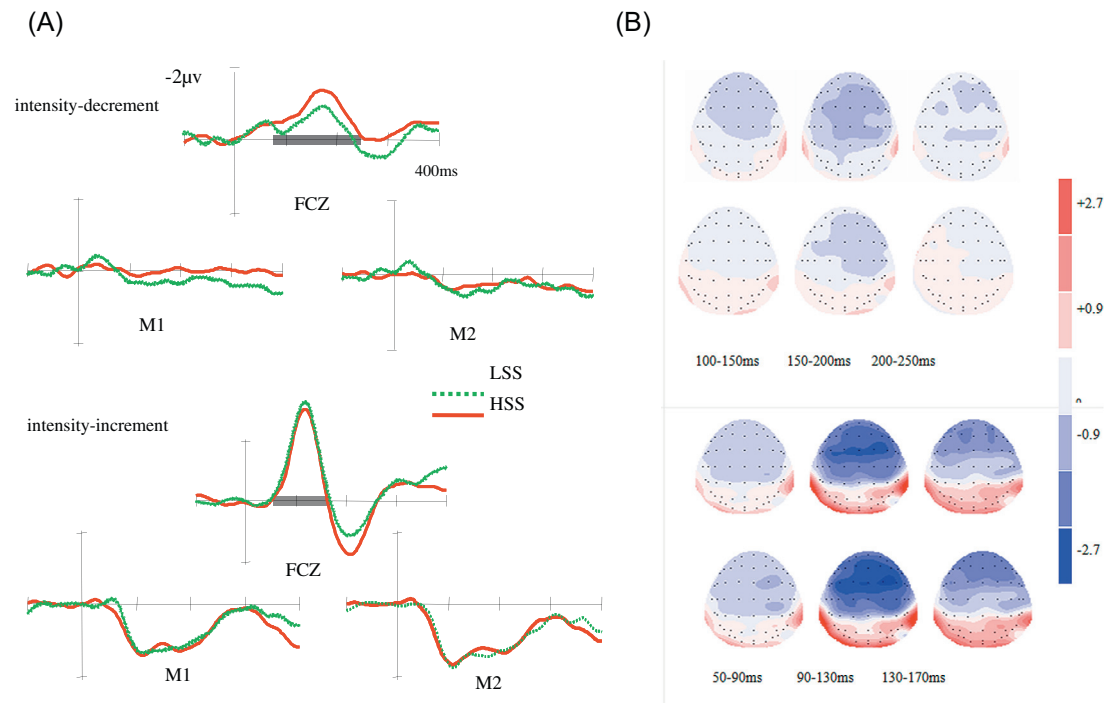 (A)
(B)
-2μv
intensity-decrement
400ms
FCZ
M1
M2
LSS
HSS
intensity-increment
FCZ
M1
M2
100-150ms 150-200ms 200-250ms
50-90ms 90-130ms 130-170ms
+2.7
+0.9
0
-0.9
-2.7